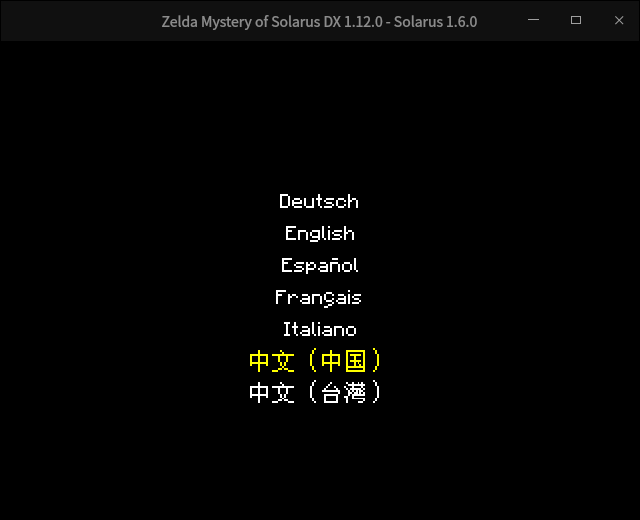 Zelda Mystery of Solarus DX 1.12.0 - Solarus 1.6.0
Deutsch
English
Español
Français
Italiano
中文（中国）
中文（台灣）